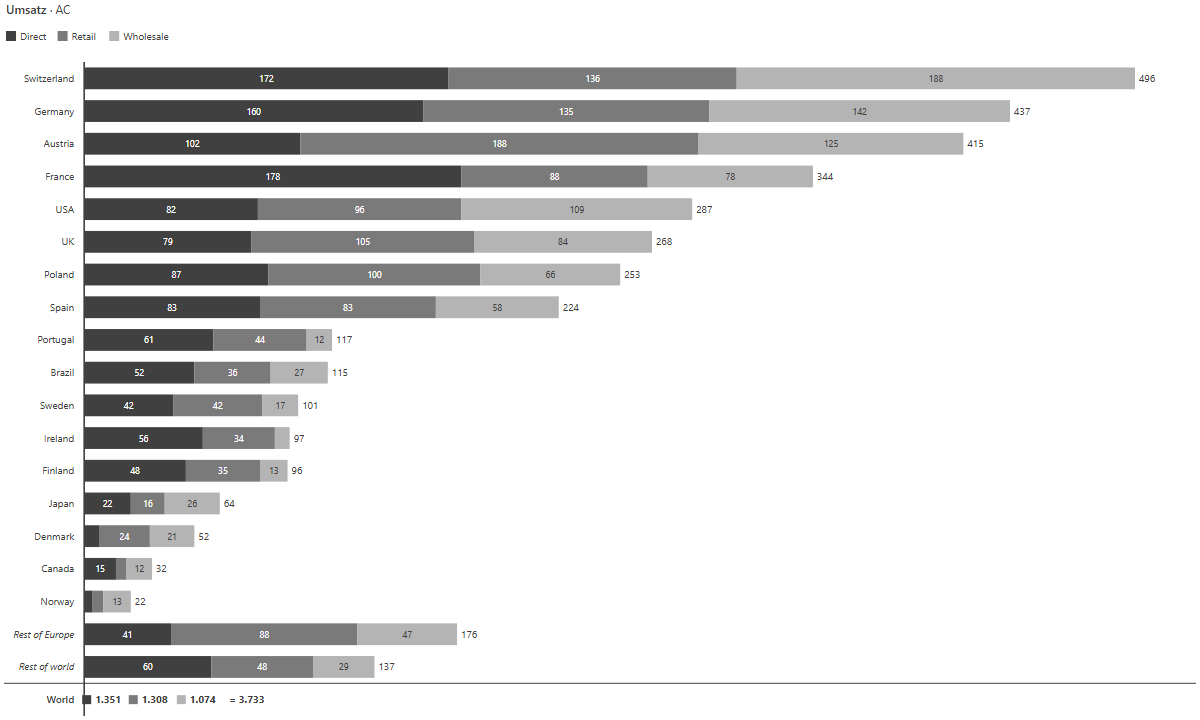 Umsatz · AC
Direct Retail Wholesale
Switzerland 172 136 188 496
Germany 160 135 142 437
Austria 102 188 125 415
France 178 88 78 344
USA 82 96 109 287
UK 79 105 84 268
Poland 87 100 66 253
Spain 83 83 58 224
Portugal 61 44 12 117
Brazil 52 36 27 115
Sweden 42 42 17 101
Ireland 56 34 97
Finland 48 35 13 96
Japan 22 16 26 64
Denmark 24 21 52
Canada 15 12 32
Norway 13 22
Rest of Europe 41 88 47 176
Rest of world 60 48 29 137
World 1.351 1.308 1.074 = 3.733